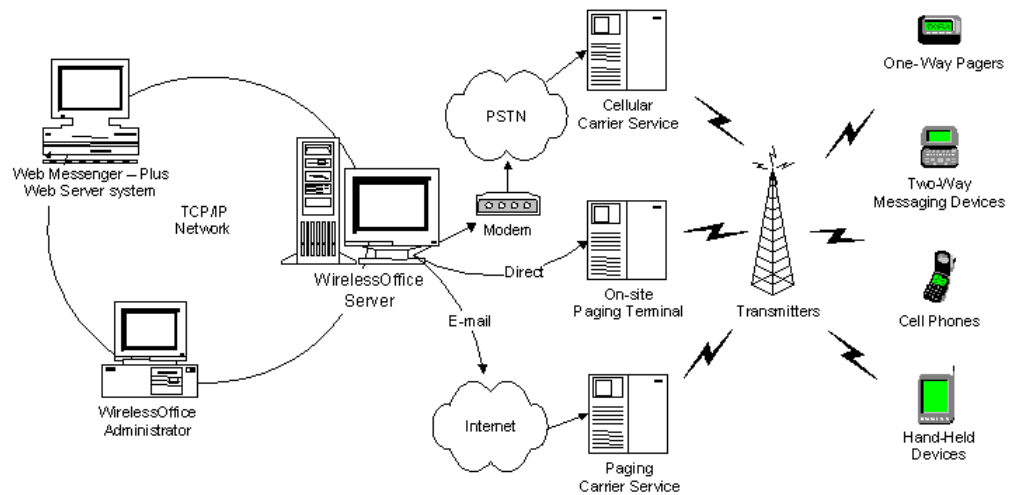 One-Way Pagers
PSTN
Cellular
Carrier Service
Web Messenger – Plus
Web Server system
Two-Way
Messaging Devices
TCP/IP
Network
Modem
WirelessOffice
Server
Direct
On-site
Paging Terminal
Transmitters
Cell Phones
E-mail
WirelessOffice
Administrator
Internet
Hand-Held
Devices
Paging
Carrier Service